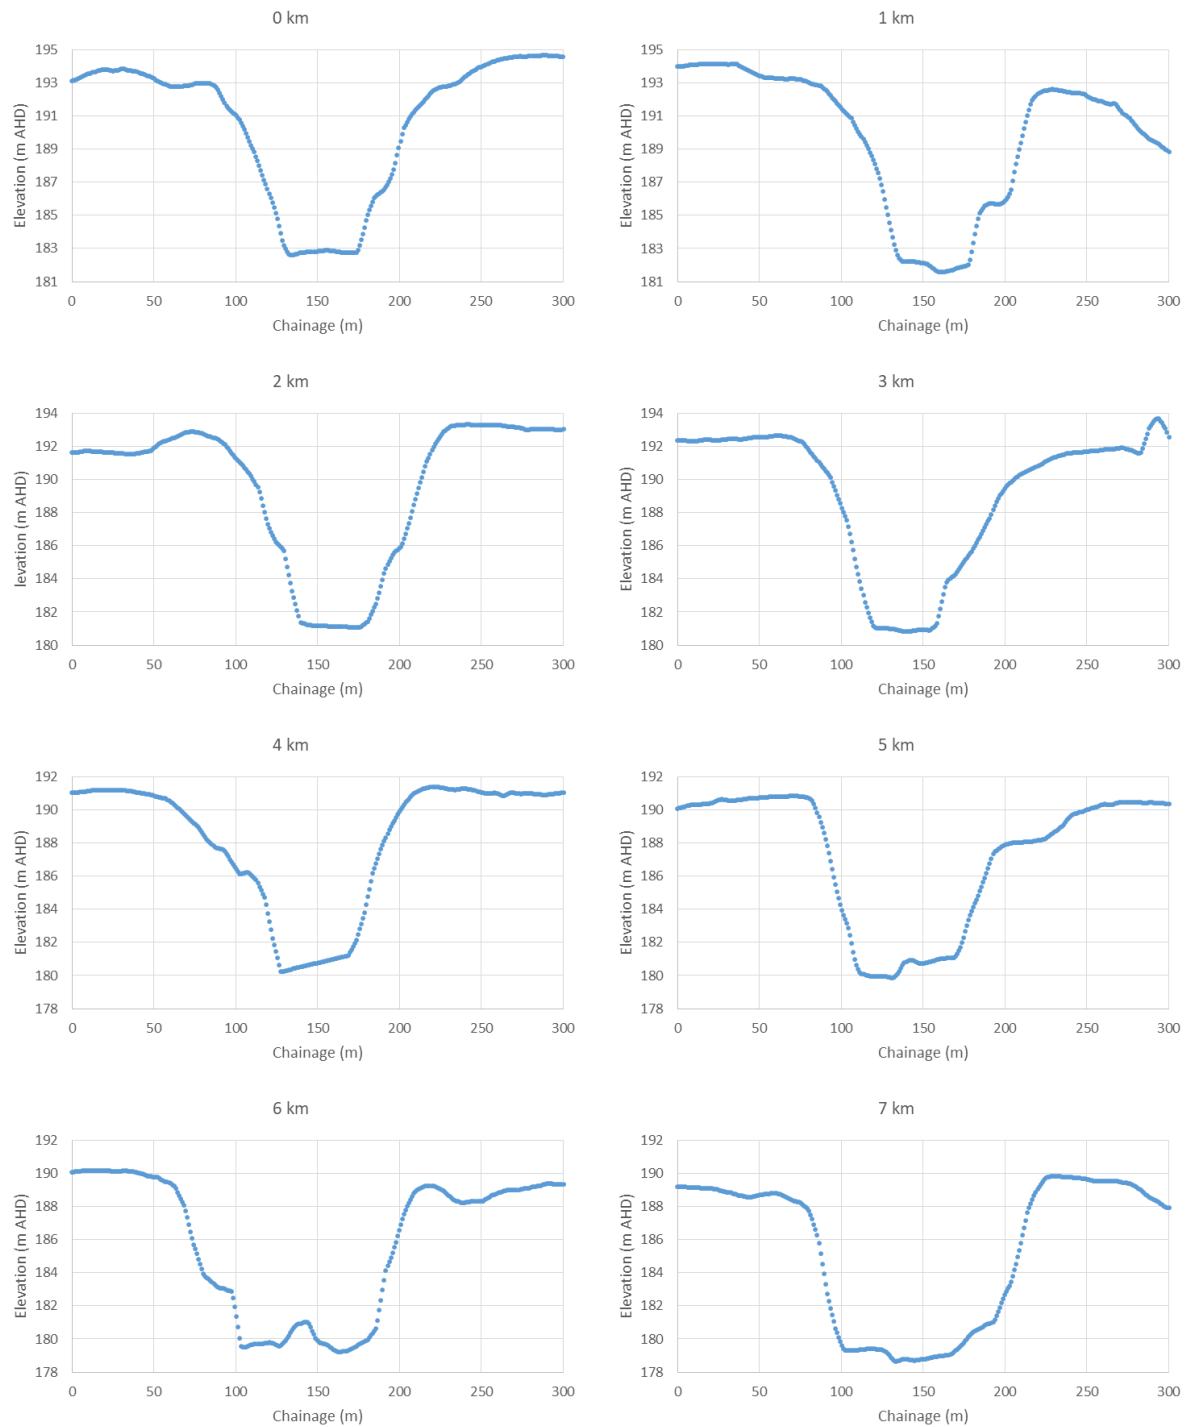 0 km
1 km
195
193
191
189
187
185
183
181
Elevation (m AHD)
0 50 100 150 200 250 300
Chainage (m)
195
193
191
189
187
185
183
181
Elevation (m AHD)
0 50 100 150 200 250 300
Chainage (m)
2 km
3 km
194
192
190
188
186
184
182
180
levation (m AHD)
0 50 100 150 200 250 300
Chainage (m)
194
192
190
188
186
184
182
180
Elevation (m AHD)
0 50 100 150 200 250 300
Chainage (m)
4 km
5 km
192
190
188
186
184
182
180
178
Elevation (m AHD)
0 50 100 150 200 250 300
Chainage (m)
192
190
188
186
184
182
180
178
Elevation (m AHD)
0 50 100 150 200 250 300
Chainage (m)
6 km
7 km
192
190
188
186
184
182
180
178
Elevation (m AHD)
0 50 100 150 200 250 300
Chainage (m)
192
190
188
186
184
182
180
178
Elevation (m AHD)
0 50 100 150 200 250 300
Chainage (m)